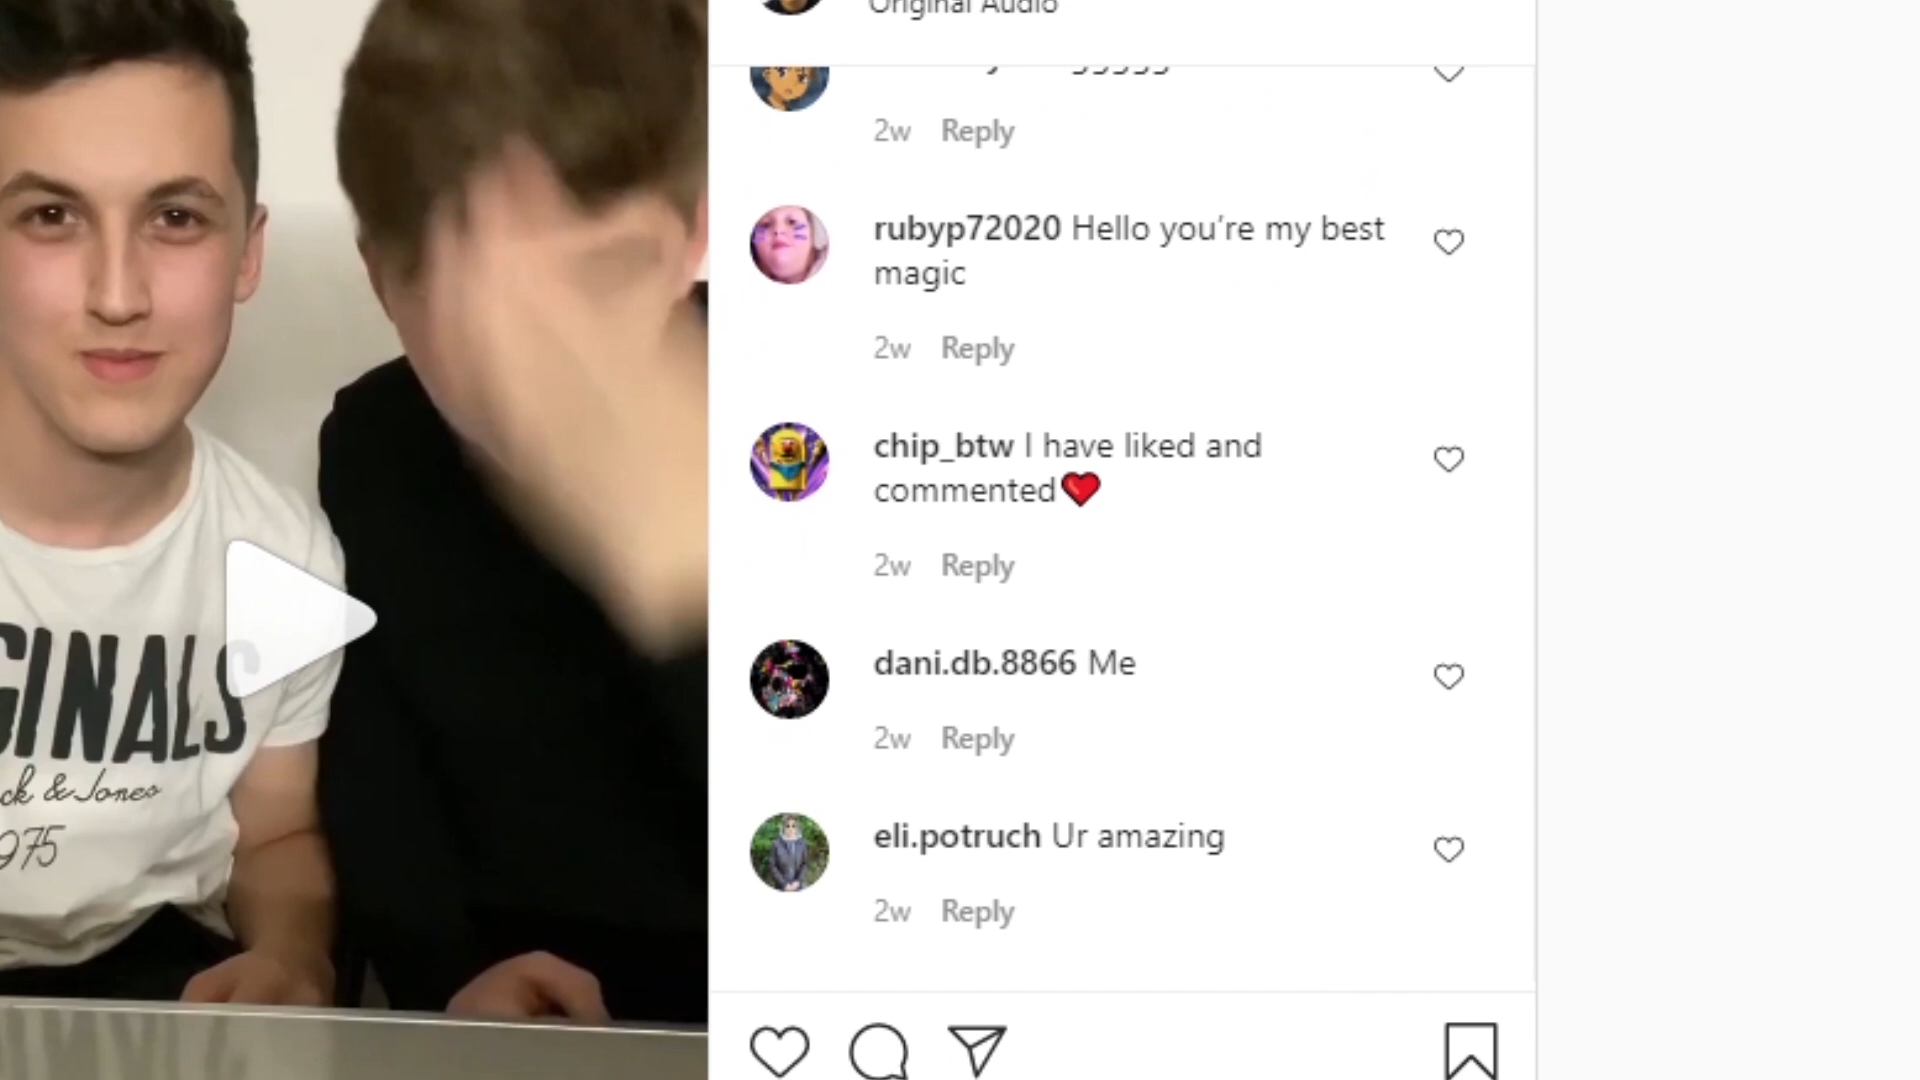 Original Audio
2w Reply
rubyp72020 Hello you’re my best
magic
2w Reply
chip_btw I have liked and
commented❤️
2w Reply
dani.db.8866 Me
2w Reply
eli.potruch Ur amazing
2w Reply
GINALS
ck & Jones
975